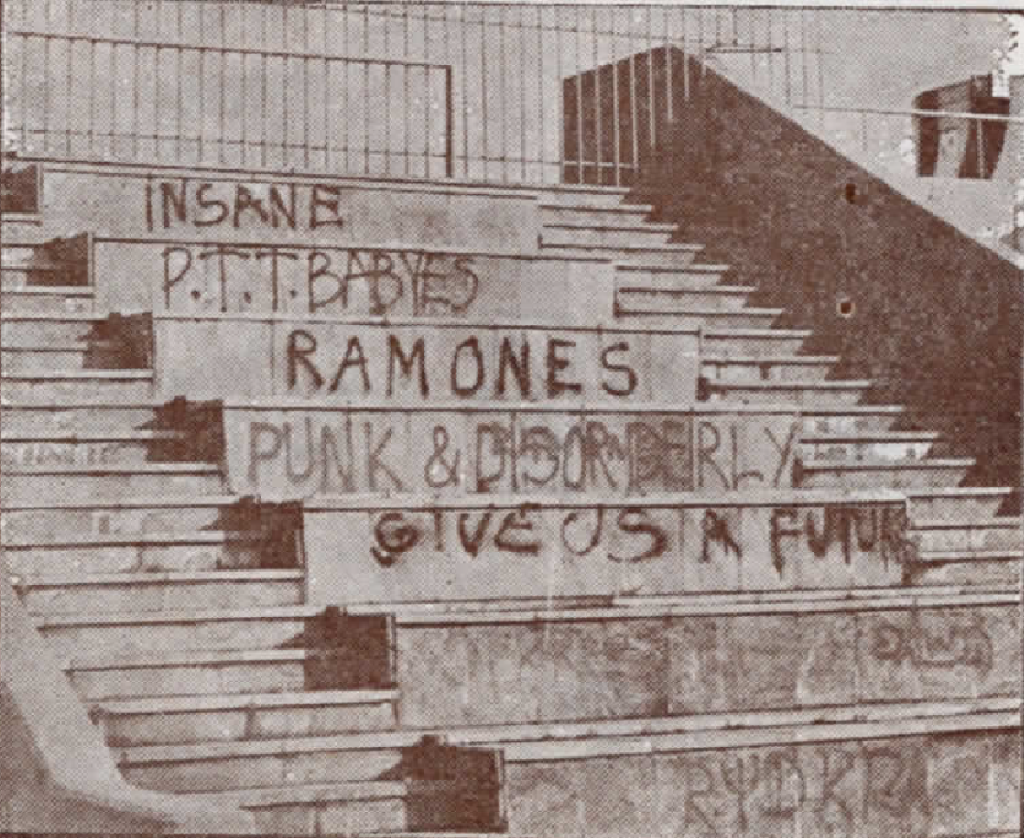 INSANE
P.T.T. BABYES
RAMONES
PUNK & DISORDERLY
GIVE US A FUTUR